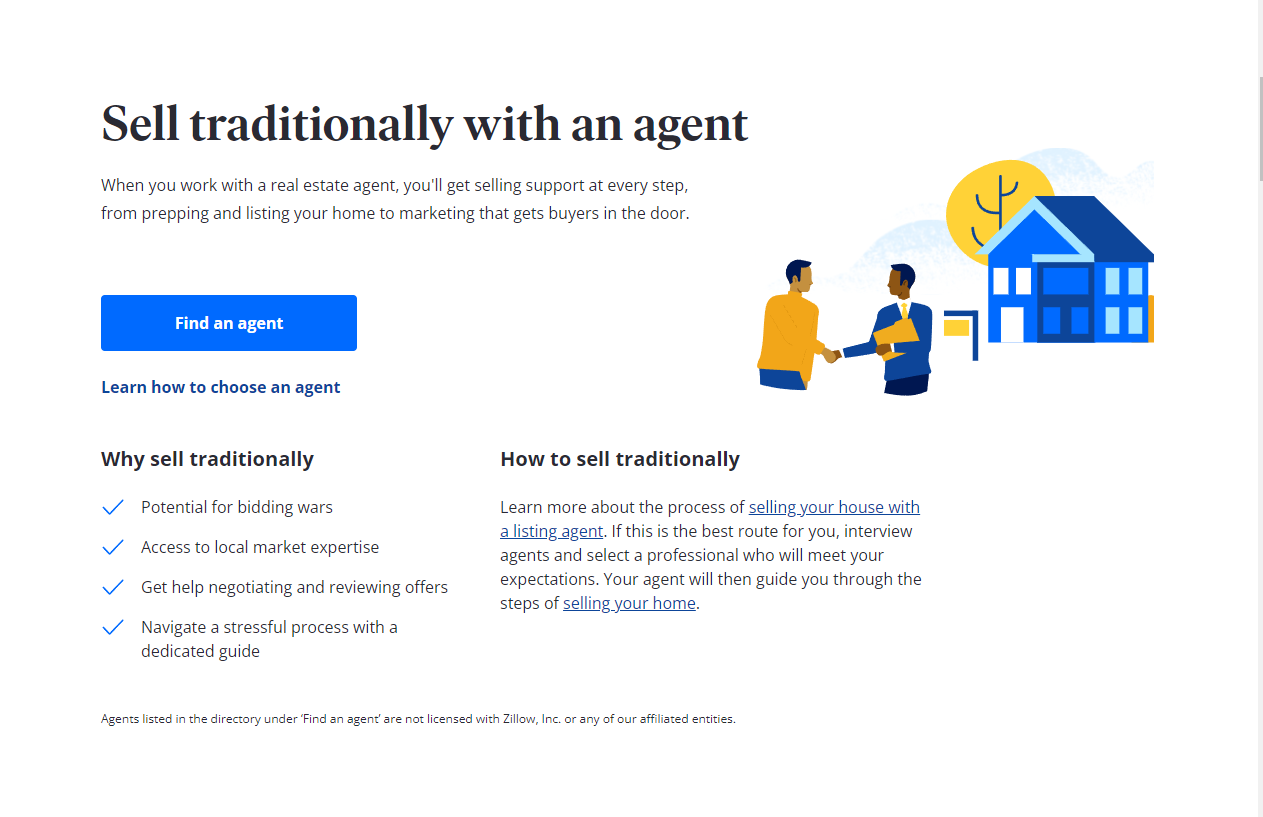 Sell traditionally with an agent
When you work with a real estate agent, you'll get selling support at every step,
from prepping and listing your home to marketing that gets buyers in the door.
Find an agent
Learn how to choose an agent
Why sell traditionally
Potential for bidding wars
Access to local market expertise
Get help negotiating and reviewing offers
Navigate a stressful process with a
dedicated guide
How to sell traditionally
Learn more about the process of selling your house with
a listing agent. If this is the best route for you, interview
agents and select a professional who will meet your
expectations. Your agent will then guide you through the
steps of selling your home.
Agents listed in the directory under ‘Find an agent’ are not licensed with Zillow, Inc. or any of our affiliated entities.